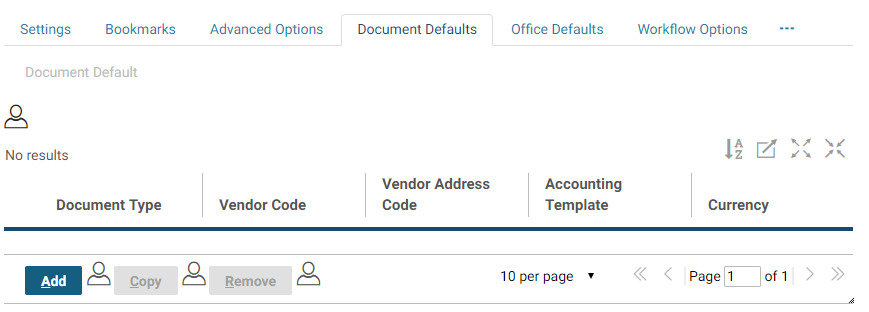 Settings Bookmarks Advanced Options Document Defaults Office Defaults Workflow Options ...
Document Default
No results
Document Type Vendor Code Vendor Address Code Accounting Template Currency
Add Copy Remove 10 per page Page 1 of 1